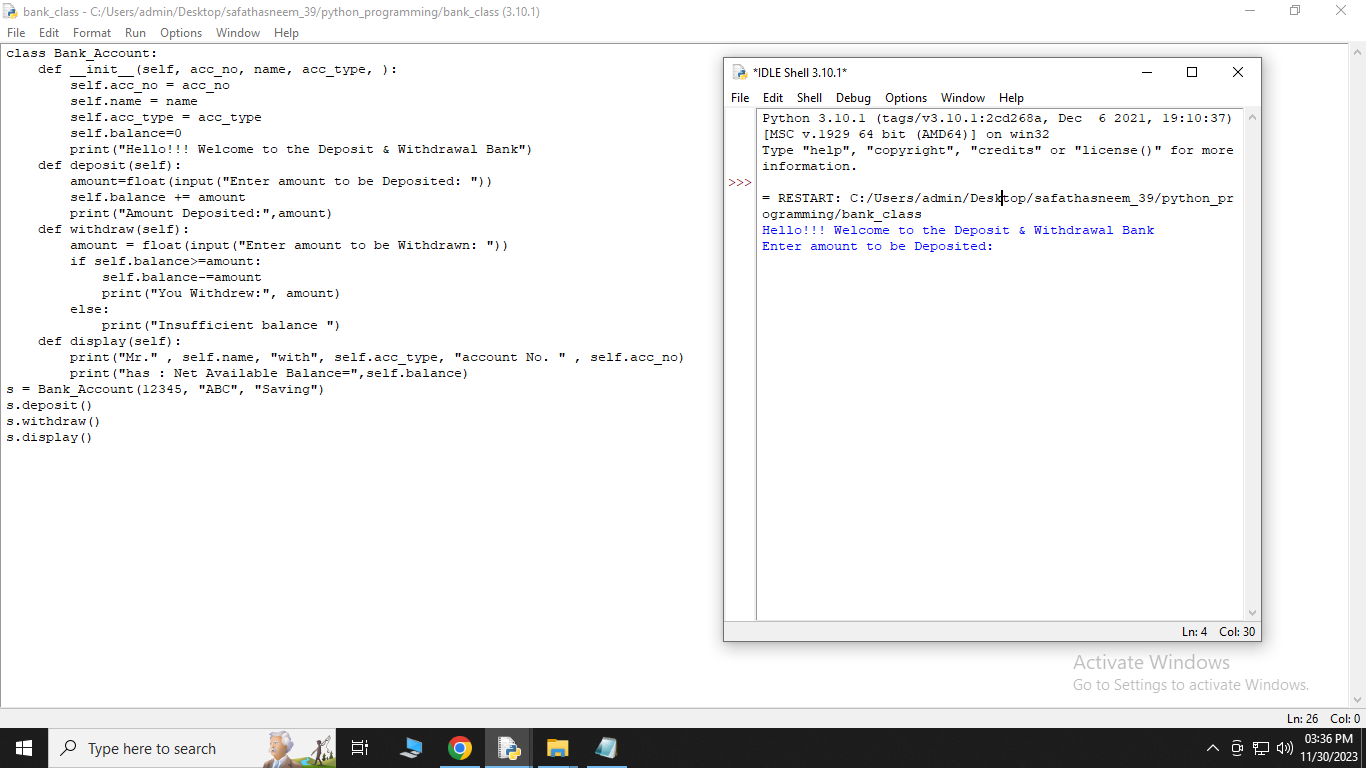 bank_class - C:/Users/admin/Desktop/safathasneem_39/python_programming/bank_class (3.10.1)
File Edit Format Run Options Window Help
class Bank_Account:
    def __init__(self, acc_no, name, acc_type, ):
        self.acc_no = acc_no
        self.name = name
        self.acc_type = acc_type
        self.balance=0
        print("Hello!!! Welcome to the Deposit & Withdrawal Bank")
    def deposit(self):
        amount=float(input("Enter amount to be Deposited: "))
        self.balance += amount
        print("Amount Deposited:",amount)
    def withdraw(self):
        amount = float(input("Enter amount to be Withdrawn: "))
        if self.balance>=amount:
            self.balance-=amount
            print("You Withdrew:", amount)
        else:
            print("Insufficient balance ")
    def display(self):
        print("Mr." , self.name, "with", self.acc_type, "account No. " , self.acc_no)
        print("has : Net Available Balance=",self.balance)
s = Bank_Account(12345, "ABC", "Saving")
s.deposit()
s.withdraw()
s.display()
*IDLE Shell 3.10.1*
File Edit Shell Debug Options Window Help
Python 3.10.1 (tags/v3.10.1:2cd268a, Dec  6 2021, 19:10:37)
[MSC v.1929 64 bit (AMD64)] on win32
Type "help", "copyright", "credits" or "license()" for more
information.
>>>
= RESTART: C:/Users/admin/Desktop/safathasneem_39/python_pr
ogramming/bank_class
Hello!!! Welcome to the Deposit & Withdrawal Bank
Enter amount to be Deposited:
Ln: 4 Col: 30
Activate Windows
Go to Settings to activate Windows.
Ln: 26 Col: 0
Type here to search
03:36 PM
11/30/2023